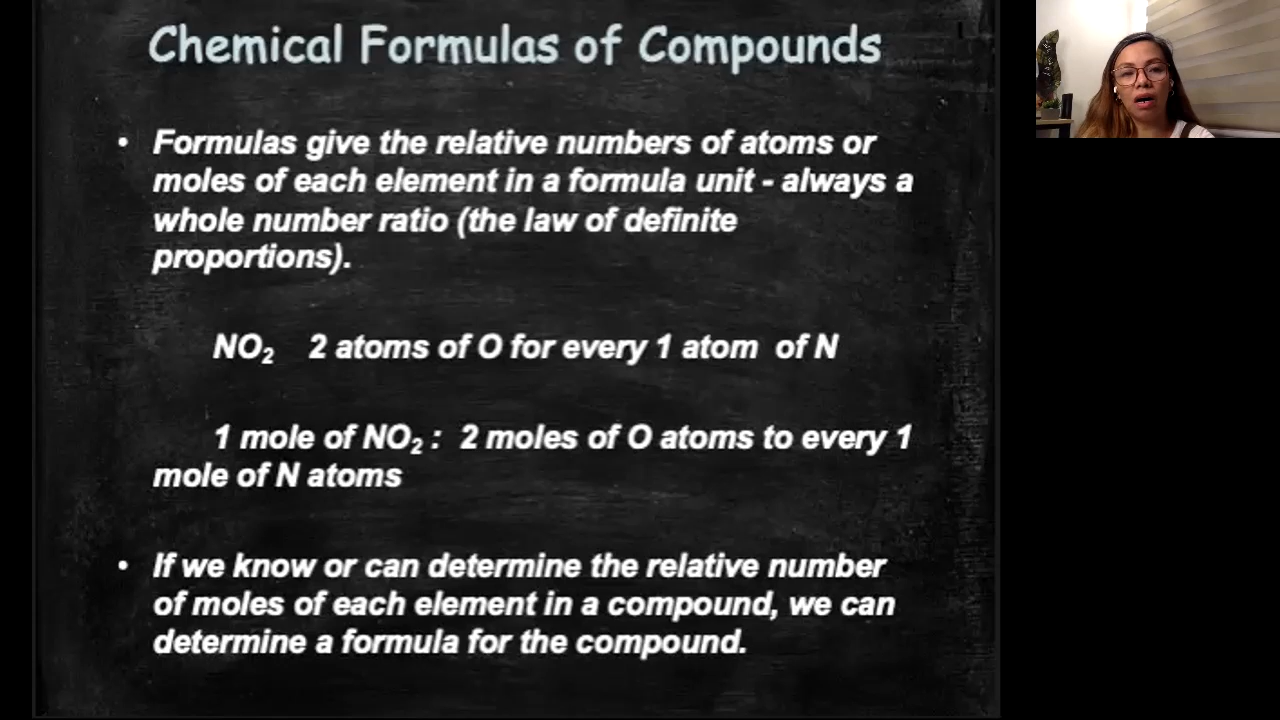 Chemical Formulas of Compounds
• Formulas give the relative numbers of atoms or
moles of each element in a formula unit - always a
whole number ratio (the law of definite
proportions).
NO₂ 2 atoms of O for every 1 atom of N
1 mole of NO₂ : 2 moles of O atoms to every 1
mole of N atoms
• If we know or can determine the relative number
of moles of each element in a compound, we can
determine a formula for the compound.